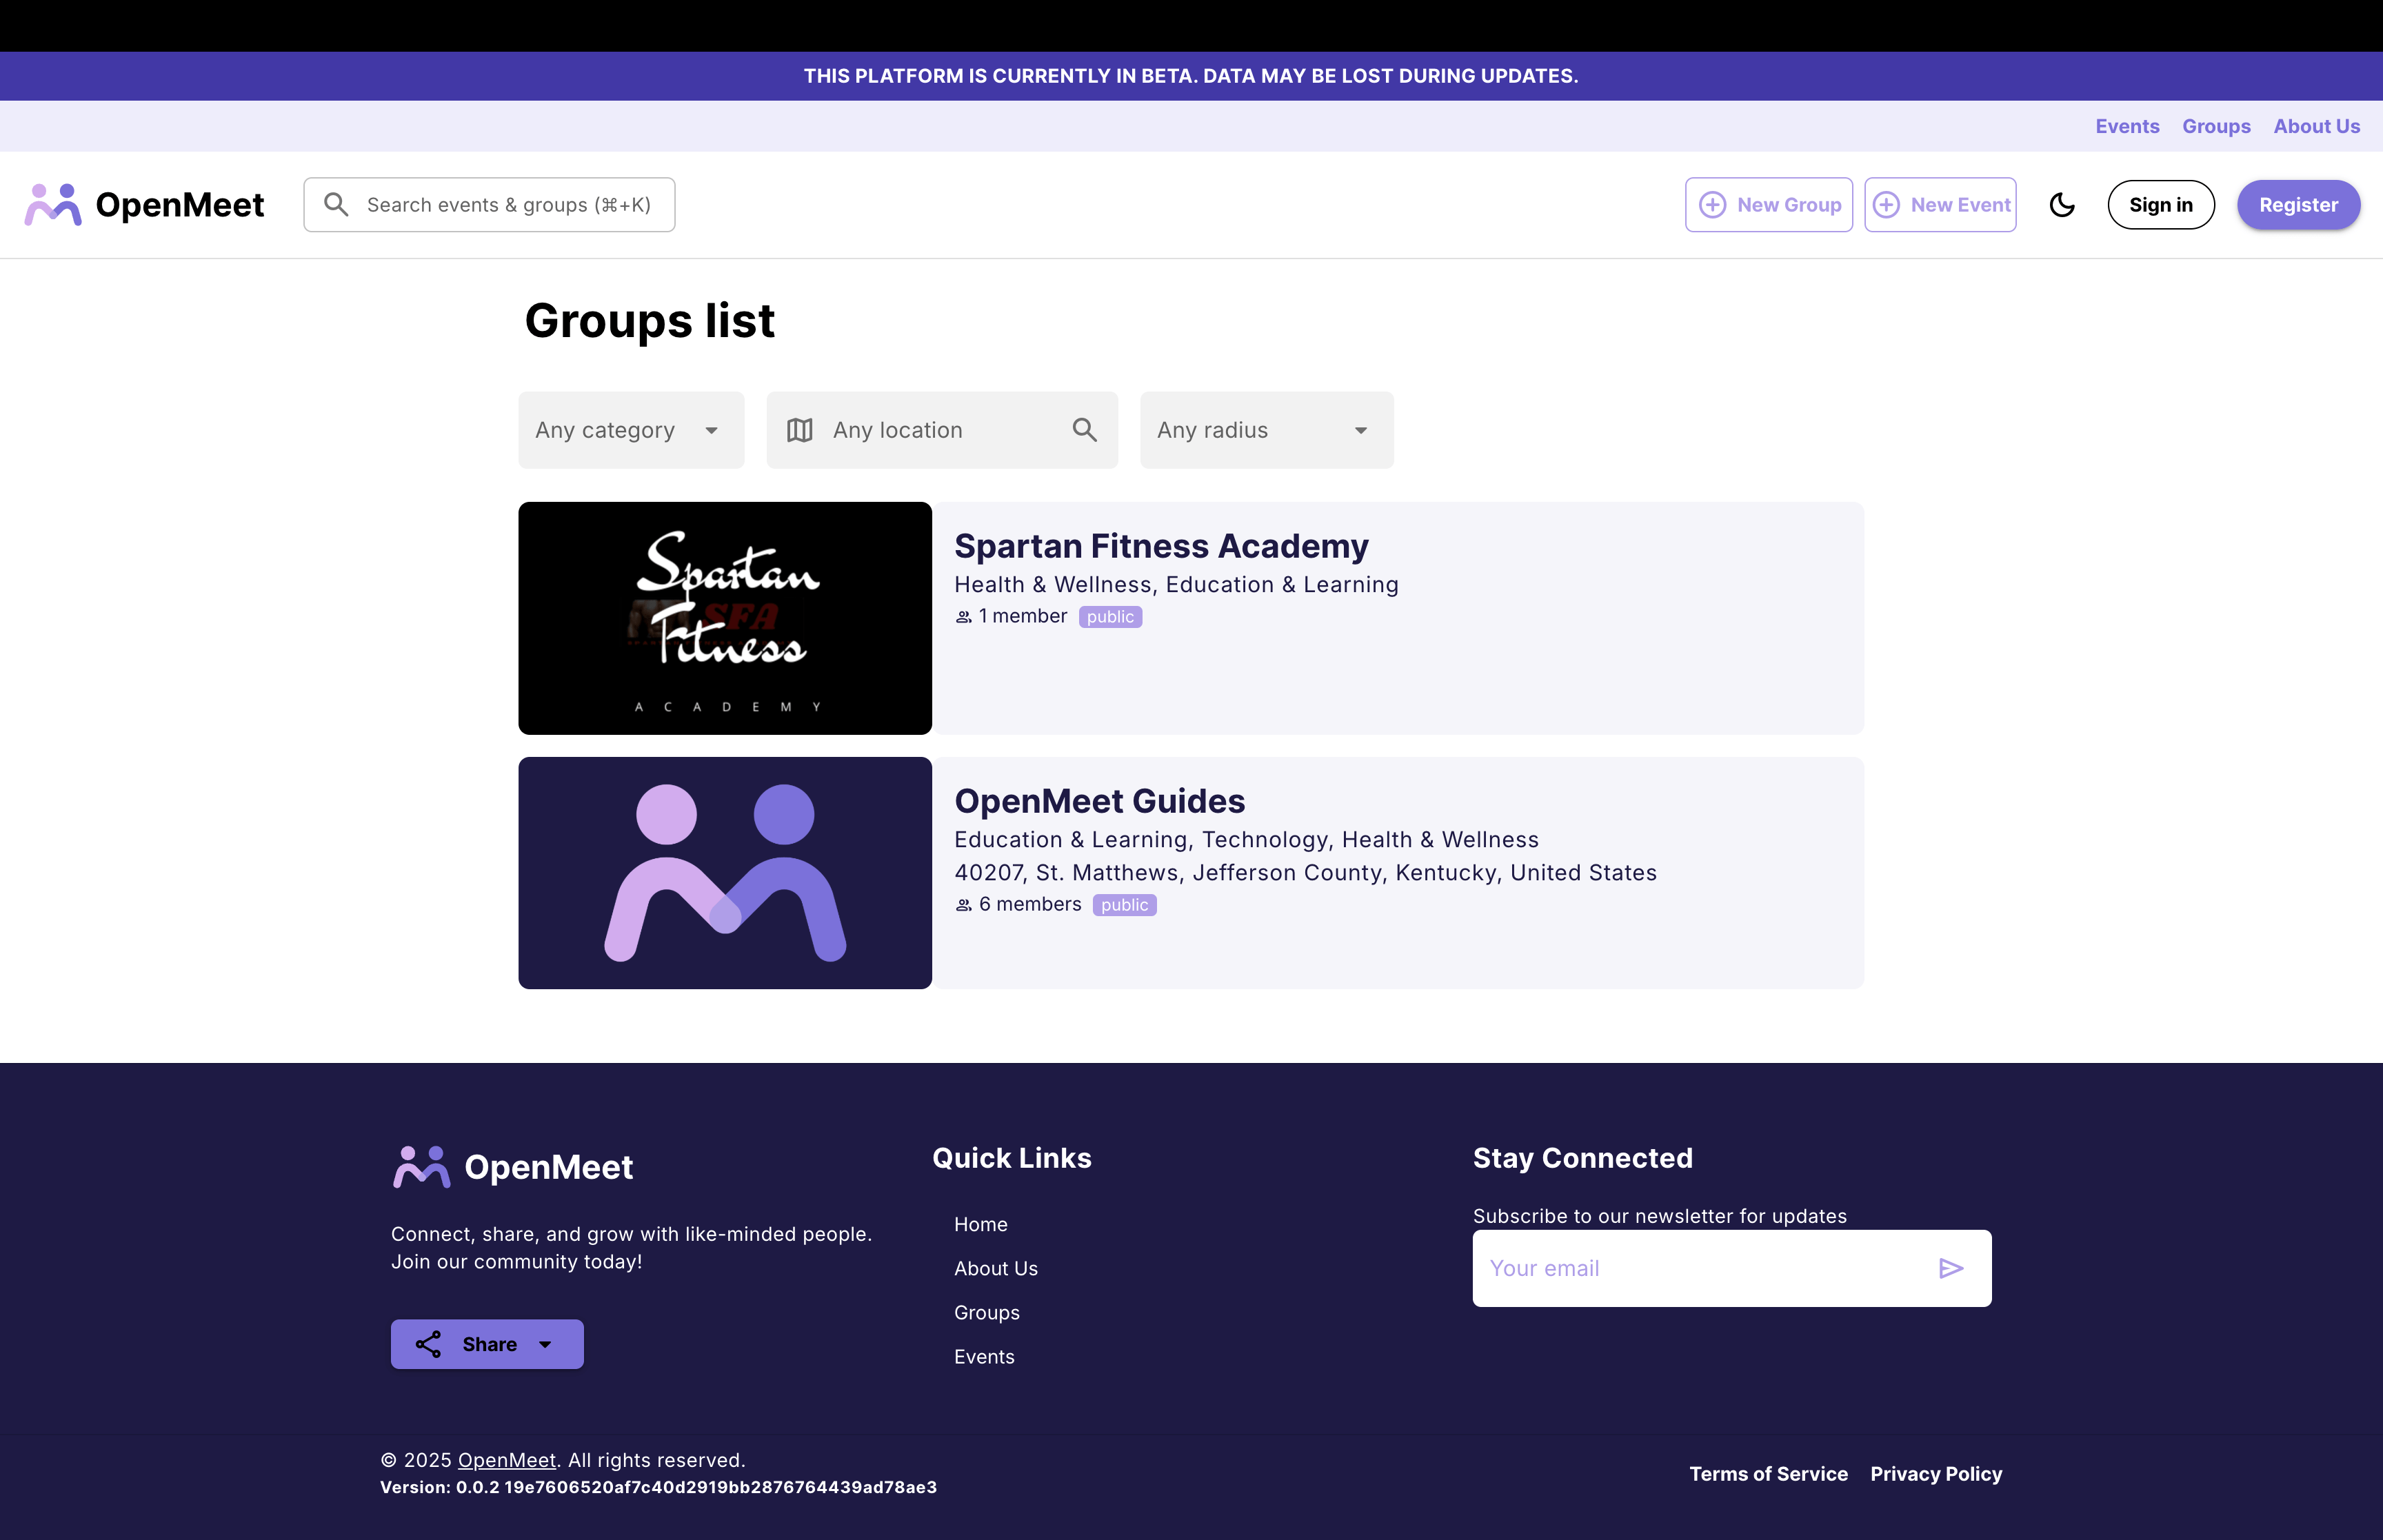 THIS PLATFORM IS CURRENTLY IN BETA. DATA MAY BE LOST DURING UPDATES.
Events Groups About Us
OpenMeet Search events & groups (⌘+K) New Group New Event Sign in Register
Groups list
Any category Any location Any radius
Spartan
SFA
Fitness
ACADEMY
Spartan Fitness Academy
Health & Wellness, Education & Learning
1 member public
OpenMeet Guides
Education & Learning, Technology, Health & Wellness
40207, St. Matthews, Jefferson County, Kentucky, United States
6 members public
OpenMeet
Connect, share, and grow with like-minded people.
Join our community today!
Share
Quick Links
Home
About Us
Groups
Events
Stay Connected
Subscribe to our newsletter for updates
Your email
© 2025 OpenMeet. All rights reserved.
Version: 0.0.2 19e7606520af7c40d2919bb2876764439ad78ae3
Terms of Service Privacy Policy